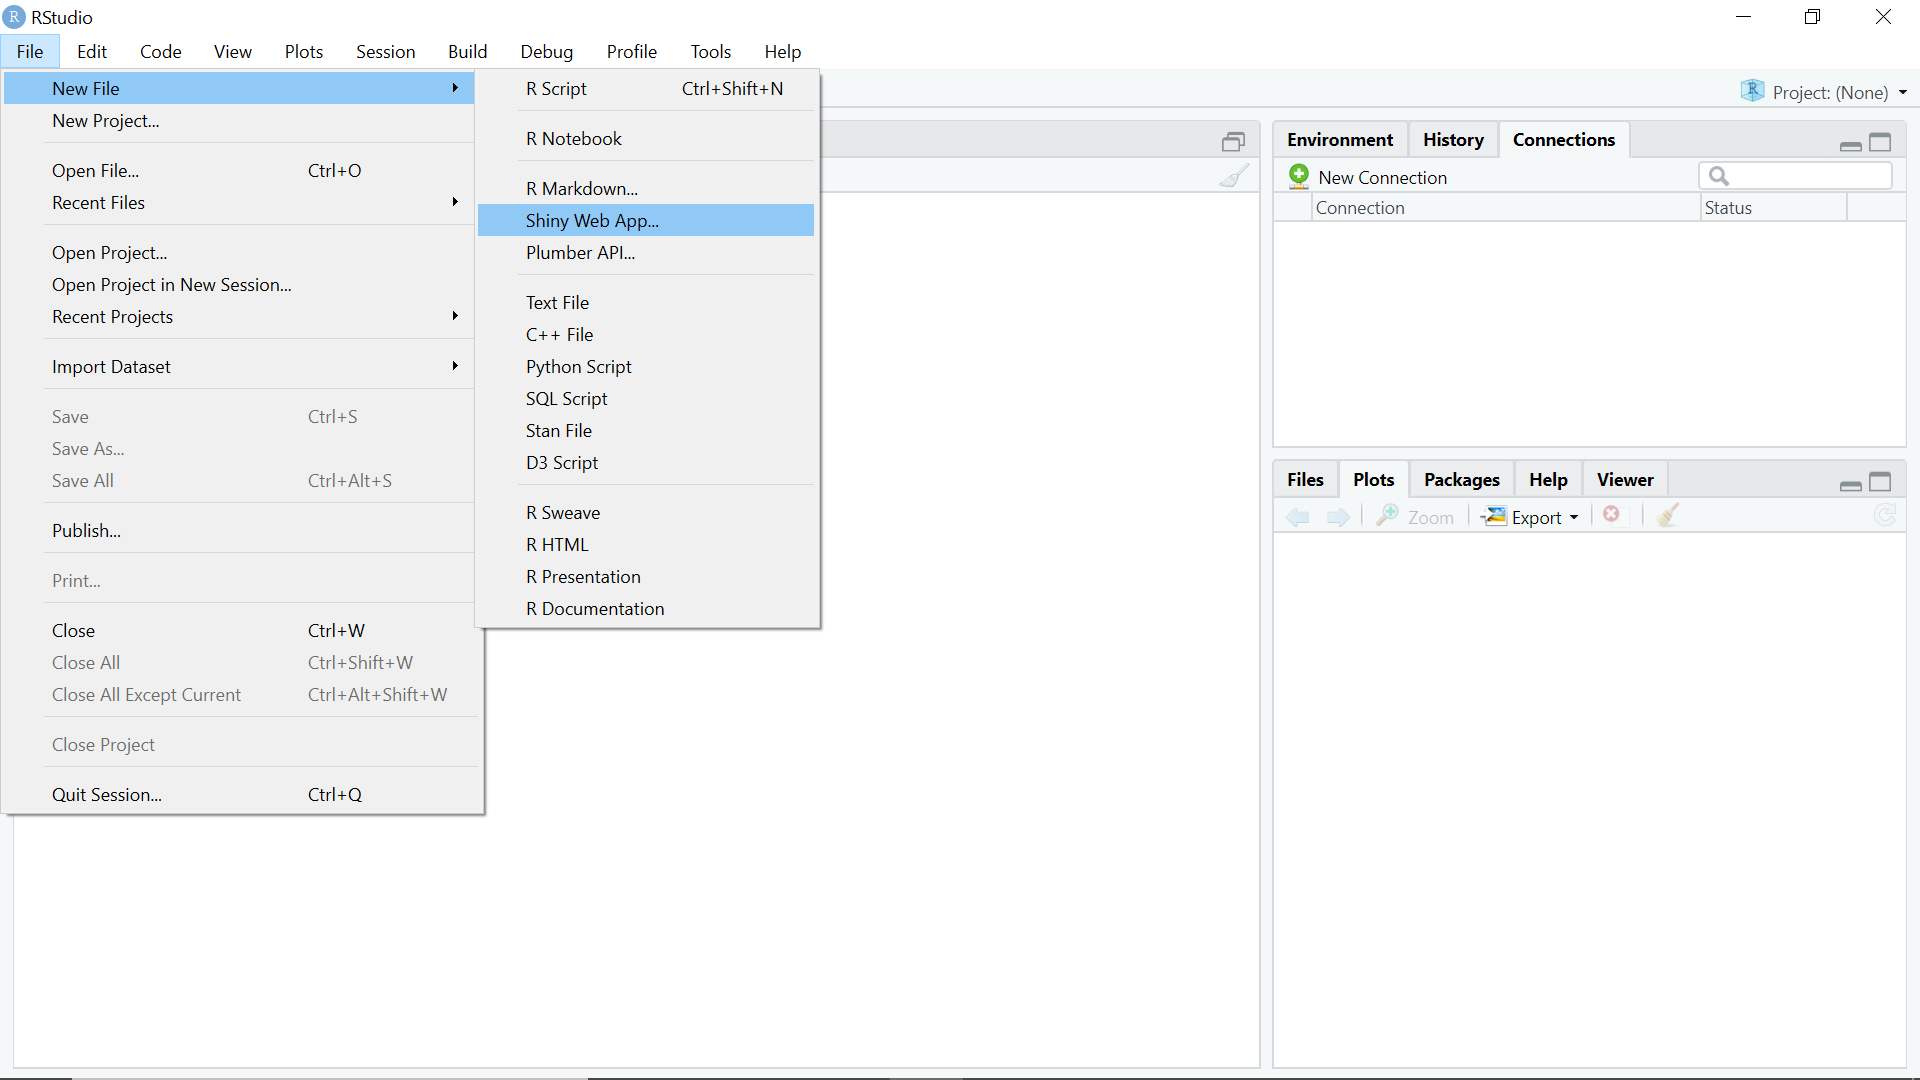 RStudio
File Edit Code View Plots Session Build Debug Profile Tools Help
New File
New Project...
Open File... Ctrl+O
Recent Files
Open Project...
Open Project in New Session...
Recent Projects
Import Dataset
Save Ctrl+S
Save As...
Save All Ctrl+Alt+S
Publish...
Print...
Close Ctrl+W
Close All Ctrl+Shift+W
Close All Except Current Ctrl+Alt+Shift+W
Close Project
Quit Session... Ctrl+Q
R Script Ctrl+Shift+N
R Notebook
R Markdown...
Shiny Web App...
Plumber API...
Text File
C++ File
Python Script
SQL Script
Stan File
D3 Script
R Sweave
R HTML
R Presentation
R Documentation
Project: (None)
Environment History Connections
New Connection
Connection Status
Files Plots Packages Help Viewer
Zoom Export